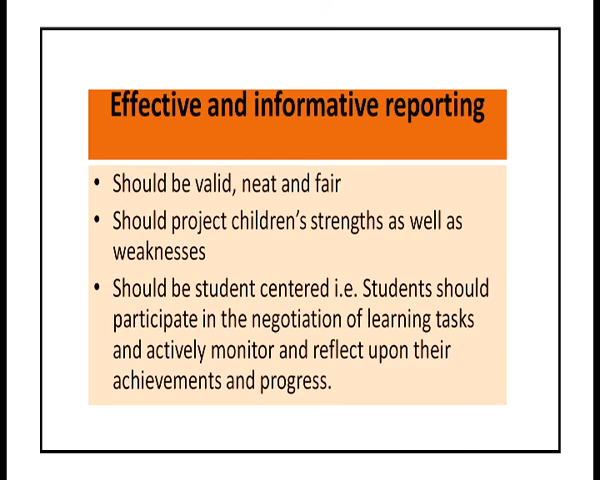 Effective and informative reporting
• Should be valid, neat and fair
• Should project children's strengths as well as
weaknesses
• Should be student centered i.e. Students should
participate in the negotiation of learning tasks
and actively monitor and reflect upon their
achievements and progress.